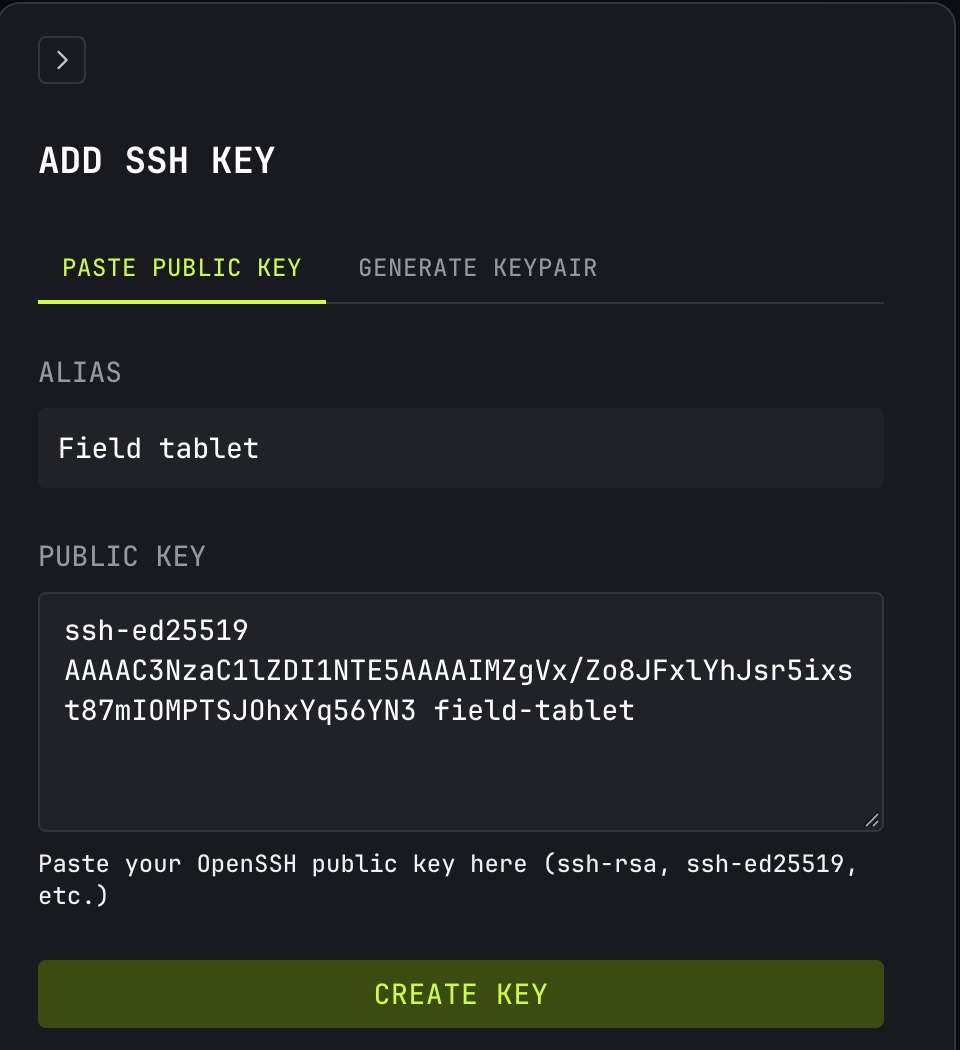 ADD SSH KEY
PASTE PUBLIC KEY GENERATE KEYPAIR
ALIAS
Field tablet
PUBLIC KEY
ssh-ed25519
AAAAC3NzaC1lZDI1NTE5AAAAIMZgVx/Zo8JFxlYhJsr5ixs
t87mIOMPTSJOhxYq56YN3 field-tablet
Paste your OpenSSH public key here (ssh-rsa, ssh-ed25519,
etc.)
CREATE KEY